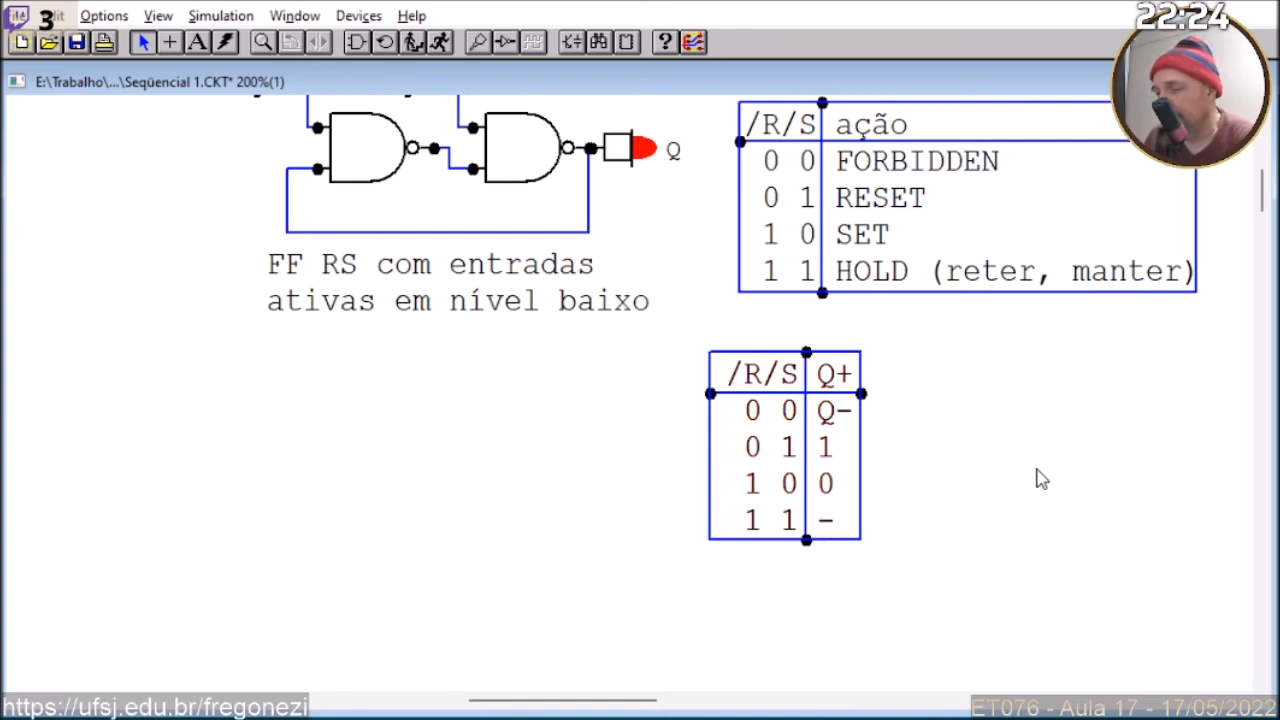 3
22:24
Options View Simulation Window Devices Help
E:\Trabalho\...\Seqüencial 1.CKT* 200%(1)
Q
FF RS com entradas
ativas em nível baixo
/R/S ação
0 0 FORBIDDEN
0 1 RESET
1 0 SET
1 1 HOLD (reter, manter)
/R/S Q+
0 0 Q-
0 1 1
1 0 0
1 1 -
https://ufsj.edu.br/fregonezi
ET076 - Aula 17 - 17/05/2022